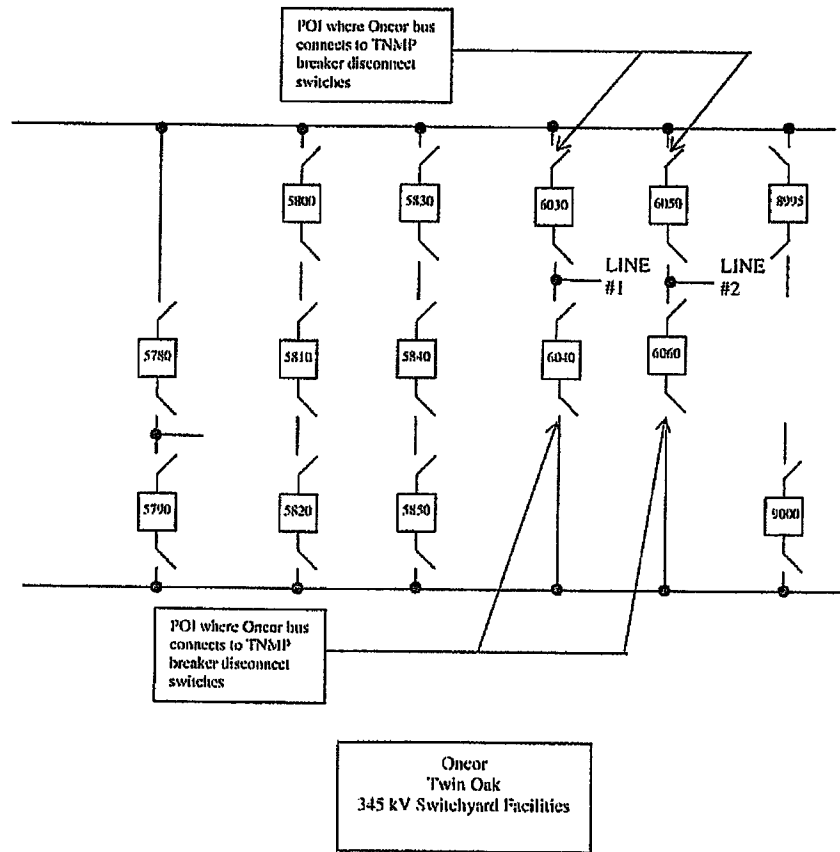 POI where Oncor bus
connects to TNMP
breaker disconnect
switches
5800
5830
6030
6050
8995
LINE
#1
LINE
#2
5780
5810
5840
6040
6060
5790
5820
5850
9000
POI where Oncor bus
connects to TNMP
breaker disconnect
switches
Oncor
Twin Oak
345 kV Switchyard Facilities